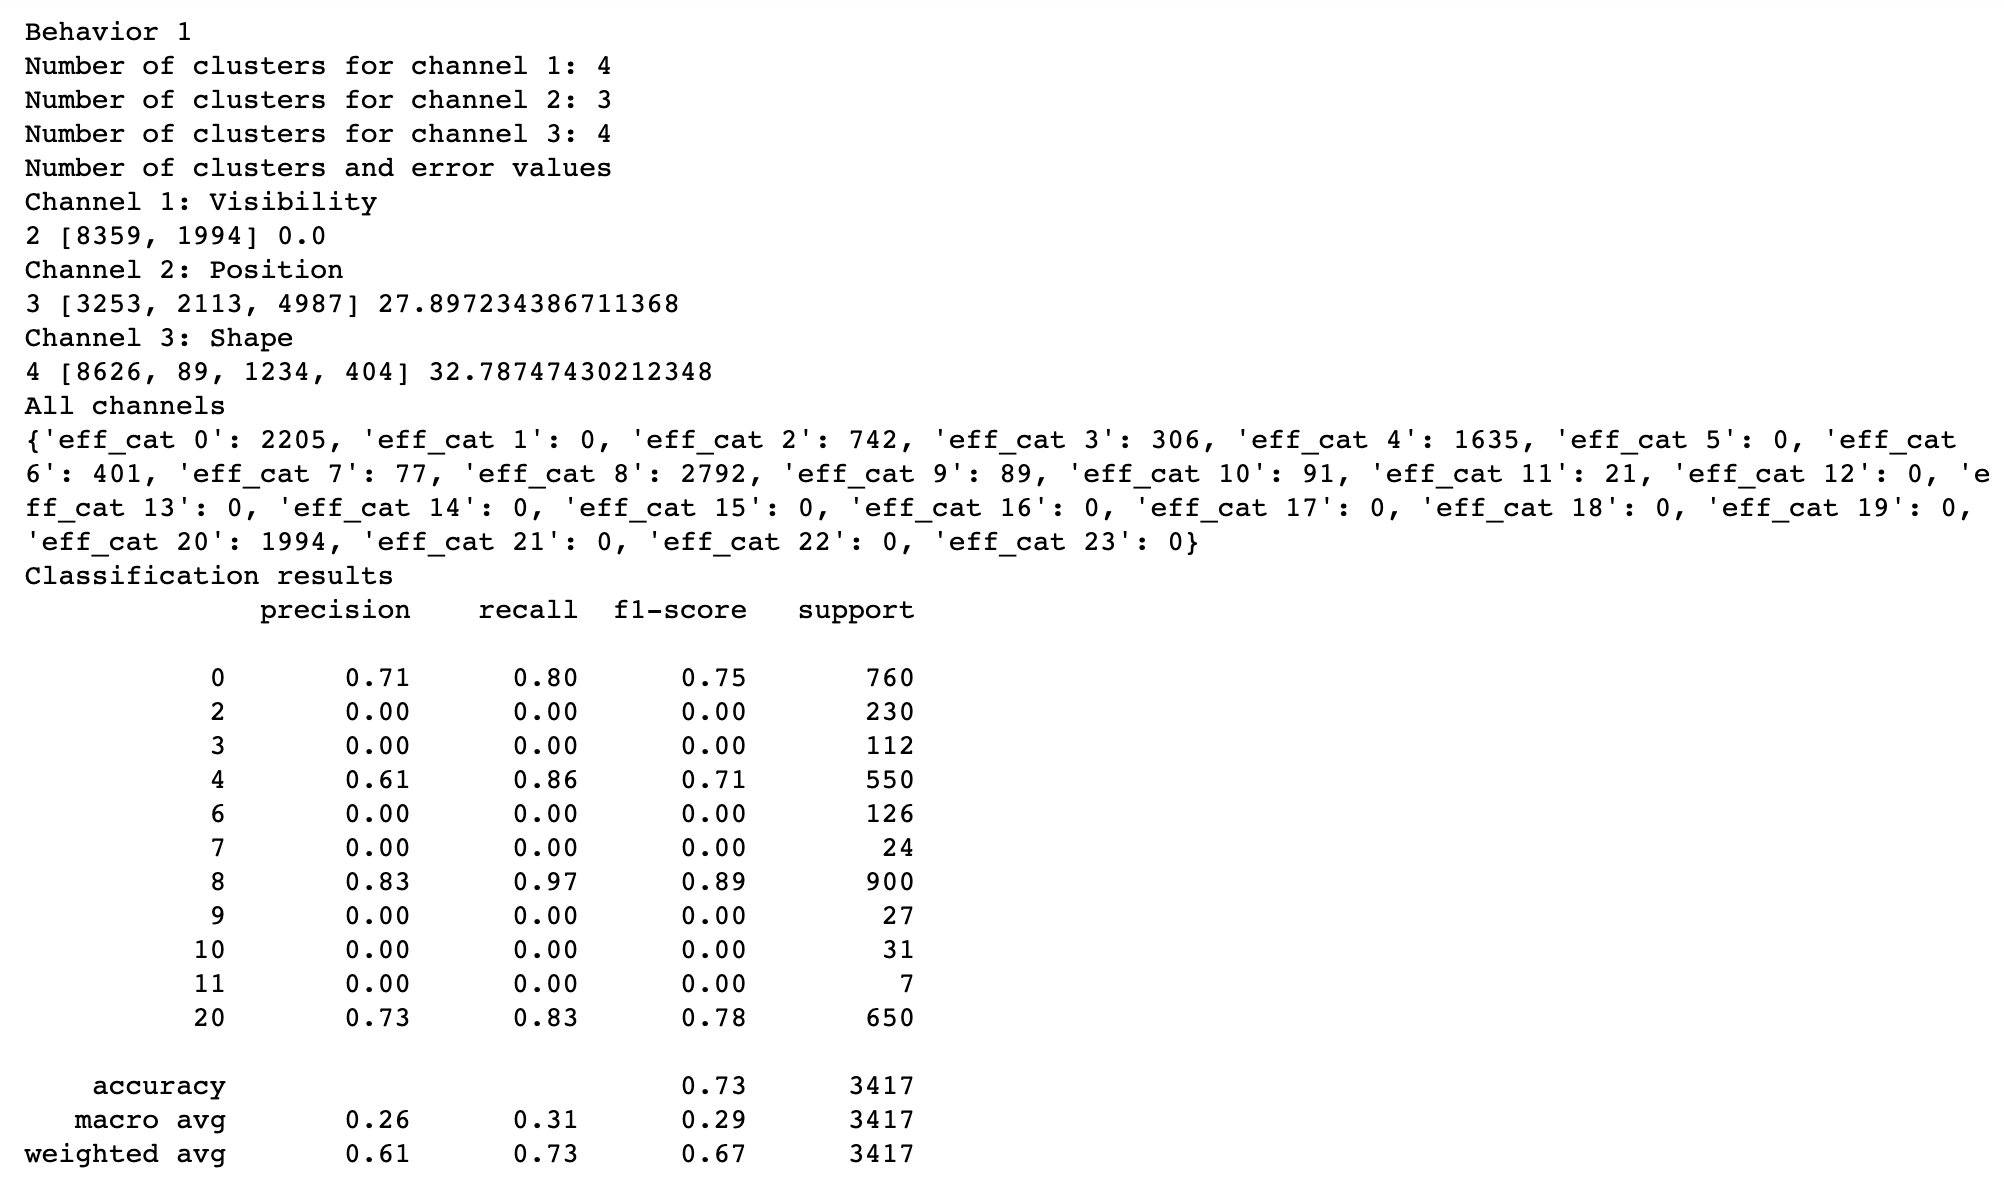 Behavior 1
Number of clusters for channel 1: 4
Number of clusters for channel 2: 3
Number of clusters for channel 3: 4
Number of clusters and error values
Channel 1: Visibility
2 [8359, 1994] 0.0
Channel 2: Position
3 [3253, 2113, 4987] 27.897234386711368
Channel 3: Shape
4 [8626, 89, 1234, 404] 32.78747430212348
All channels
{'eff_cat 0': 2205, 'eff_cat 1': 0, 'eff_cat 2': 742, 'eff_cat 3': 306, 'eff_cat 4': 1635, 'eff_cat 5': 0, 'eff_cat
6': 401, 'eff_cat 7': 77, 'eff_cat 8': 2792, 'eff_cat 9': 89, 'eff_cat 10': 91, 'eff_cat 11': 21, 'eff_cat 12': 0, 'e
ff_cat 13': 0, 'eff_cat 14': 0, 'eff_cat 15': 0, 'eff_cat 16': 0, 'eff_cat 17': 0, 'eff_cat 18': 0, 'eff_cat 19': 0,
'eff_cat 20': 1994, 'eff_cat 21': 0, 'eff_cat 22': 0, 'eff_cat 23': 0}
Classification results
precision recall f1-score support
0 0.71 0.80 0.75 760
2 0.00 0.00 0.00 230
3 0.00 0.00 0.00 112
4 0.61 0.86 0.71 550
6 0.00 0.00 0.00 126
7 0.00 0.00 0.00 24
8 0.83 0.97 0.89 900
9 0.00 0.00 0.00 27
10 0.00 0.00 0.00 31
11 0.00 0.00 0.00 7
20 0.73 0.83 0.78 650
accuracy 0.73 3417
macro avg 0.26 0.31 0.29 3417
weighted avg 0.61 0.73 0.67 3417